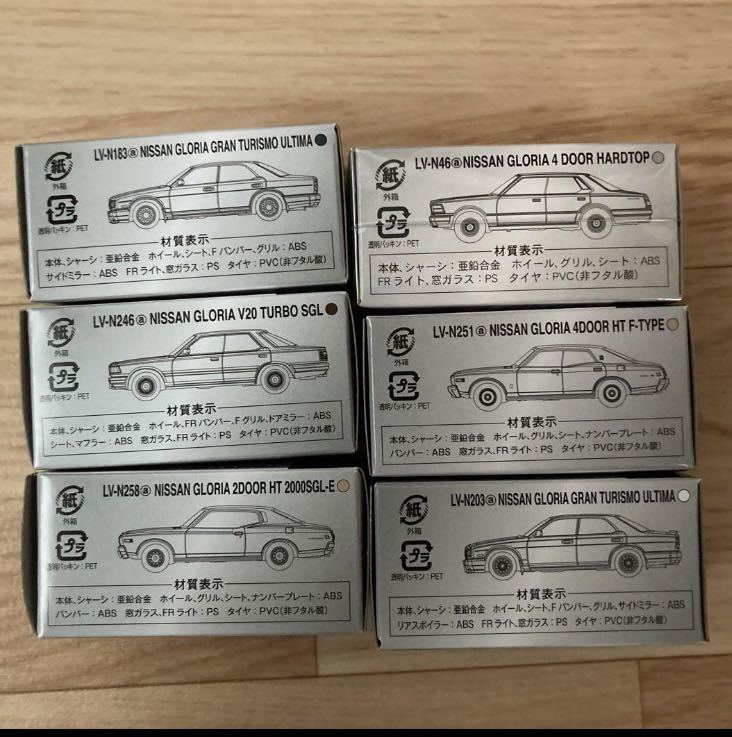 LV-N183ⓐ NISSAN GLORIA GRAN TURISMO ULTIMA
紙
外箱
プラ
透明パッキン：PET
材質表示
本体、シャーシ：亜鉛合金 ホイール、シート、Fバンパー、グリル：ABS
サイドミラー：ABS FRライト、窓ガラス：PS タイヤ：PVC(非フタル酸)
LV-N46ⓐNISSAN GLORIA 4 DOOR HARDTOP
紙
外箱
プラ
透明パッキン：PET
材質表示
本体、シャーシ：亜鉛合金 ホイール、グリル、シート：ABS
FRライト、窓ガラス：PS タイヤ：PVC(非フタル酸)
LV-N246ⓐ NISSAN GLORIA V20 TURBO SGL
紙
外箱
プラ
透明パッキン：PET
材質表示
本体、シャーシ：亜鉛合金 ホイール、FRバンパー、Fグリル、ドアミラー：ABS
シート、マフラー：ABS 窓ガラス、FRライト：PS タイヤ：PVC(非フタル酸)
LV-N251ⓐ NISSAN GLORIA 4DOOR HT F-TYPE
紙
外箱
プラ
透明パッキン：PET
材質表示
本体、シャーシ：亜鉛合金 ホイール、グリル、シート、ナンバープレート：ABS
バンパー：ABS 窓ガラス、FRライト：PS タイヤ：PVC(非フタル酸)
LV-N258ⓐ NISSAN GLORIA 2DOOR HT 2000SGL-E
紙
外箱
プラ
透明パッキン：PET
材質表示
本体、シャーシ：亜鉛合金 ホイール、グリル、シート、ナンバープレート：ABS
バンパー：ABS 窓ガラス、FRライト：PS タイヤ：PVC(非フタル酸)
LV-N203ⓐ NISSAN GLORIA GRAN TURISMO ULTIMA
紙
外箱
プラ
透明パッキン：PET
材質表示
本体、シャーシ：亜鉛合金 ホイール、シート、Fバンパー、グリル、サイドミラー：ABS
リアスポイラー：ABS FRライト、窓ガラス：PS タイヤ：PVC(非フタル酸)